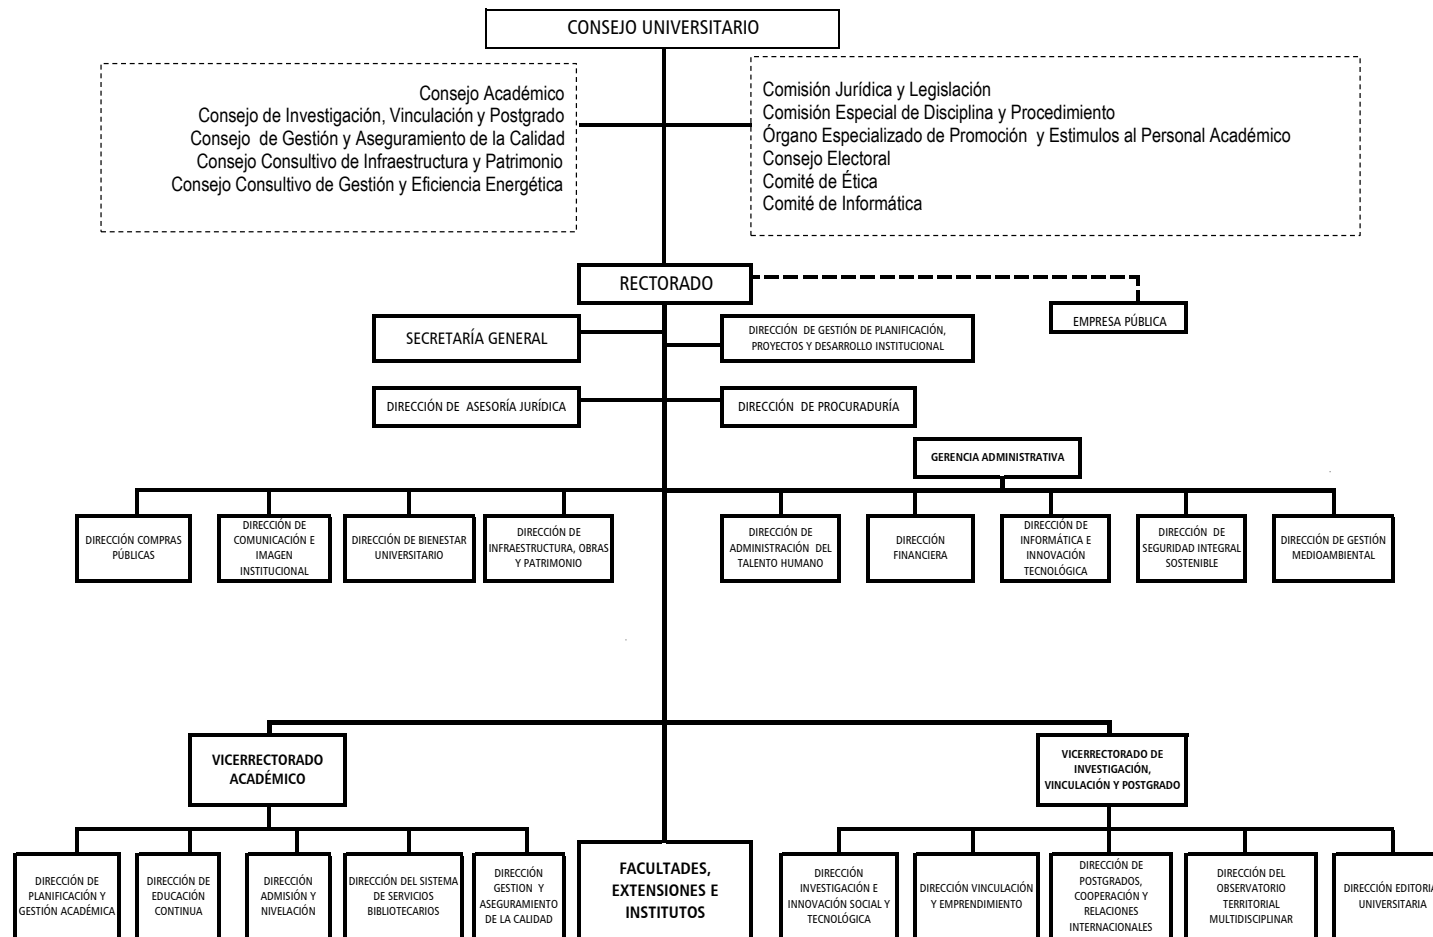 CONSEJO UNIVERSITARIO
Consejo Académico
Consejo de Investigación, Vinculación y Postgrado
Consejo de Gestión y Aseguramiento de la Calidad
Consejo Consultivo de Infraestructura y Patrimonio
Consejo Consultivo de Gestión y Eficiencia Energética
Comisión Jurídica y Legislación
Comisión Especial de Disciplina y Procedimiento
Órgano Especializado de Promoción y Estimulos al Personal Académico
Consejo Electoral
Comité de Ética
Comité de Informática
RECTORADO
EMPRESA PÚBLICA
SECRETARÍA GENERAL
DIRECCIÓN DE GESTIÓN DE PLANIFICACIÓN,
PROYECTOS Y DESARROLLO INSTITUCIONAL
DIRECCIÓN DE ASESORÍA JURÍDICA
DIRECCIÓN DE PROCURADURÍA
GERENCIA ADMINISTRATIVA
DIRECCIÓN COMPRAS
PÚBLICAS
DIRECCIÓN DE
COMUNICACIÓN E
IMAGEN
INSTITUCIONAL
DIRECCIÓN DE BIENESTAR
UNIVERSITARIO
DIRECCIÓN DE
INFRAESTRUCTURA, OBRAS
Y PATRIMONIO
DIRECCIÓN DE
ADMINISTRACIÓN DEL
TALENTO HUMANO
DIRECCIÓN
FINANCIERA
DIRECCIÓN DE
INFORMÁTICA E
INNOVACIÓN
TECNOLÓGICA
DIRECCIÓN DE
SEGURIDAD INTEGRAL
SOSTENIBLE
DIRECCIÓN DE GESTIÓN
MEDIOAMBIENTAL
VICERRECTORADO
ACADÉMICO
VICERRECTORADO DE
INVESTIGACIÓN,
VINCULACIÓN Y POSTGRADO
DIRECCIÓN DE
PLANIFICACIÓN Y
GESTIÓN ACADÉMICA
DIRECCIÓN DE
EDUCACIÓN
CONTINUA
DIRECCIÓN
ADMISIÓN Y
NIVELACIÓN
DIRECCIÓN DEL SISTEMA
DE SERVICIOS
BIBLIOTECARIOS
DIRECCIÓN
GESTION Y
ASEGURAMIENTO
DE LA CALIDAD
FACULTADES,
EXTENSIONES E
INSTITUTOS
DIRECCIÓN
INVESTIGACIÓN E
INNOVACIÓN SOCIAL Y
TECNOLÓGICA
DIRECCIÓN VINCULACIÓN
Y EMPRENDIMIENTO
DIRECCIÓN DE
POSTGRADOS,
COOPERACIÓN Y
RELACIONES
INTERNACIONALES
DIRECCIÓN DEL
OBSERVATORIO
TERRITORIAL
MULTIDISCIPLINAR
DIRECCIÓN EDITORIA
UNIVERSITARIA